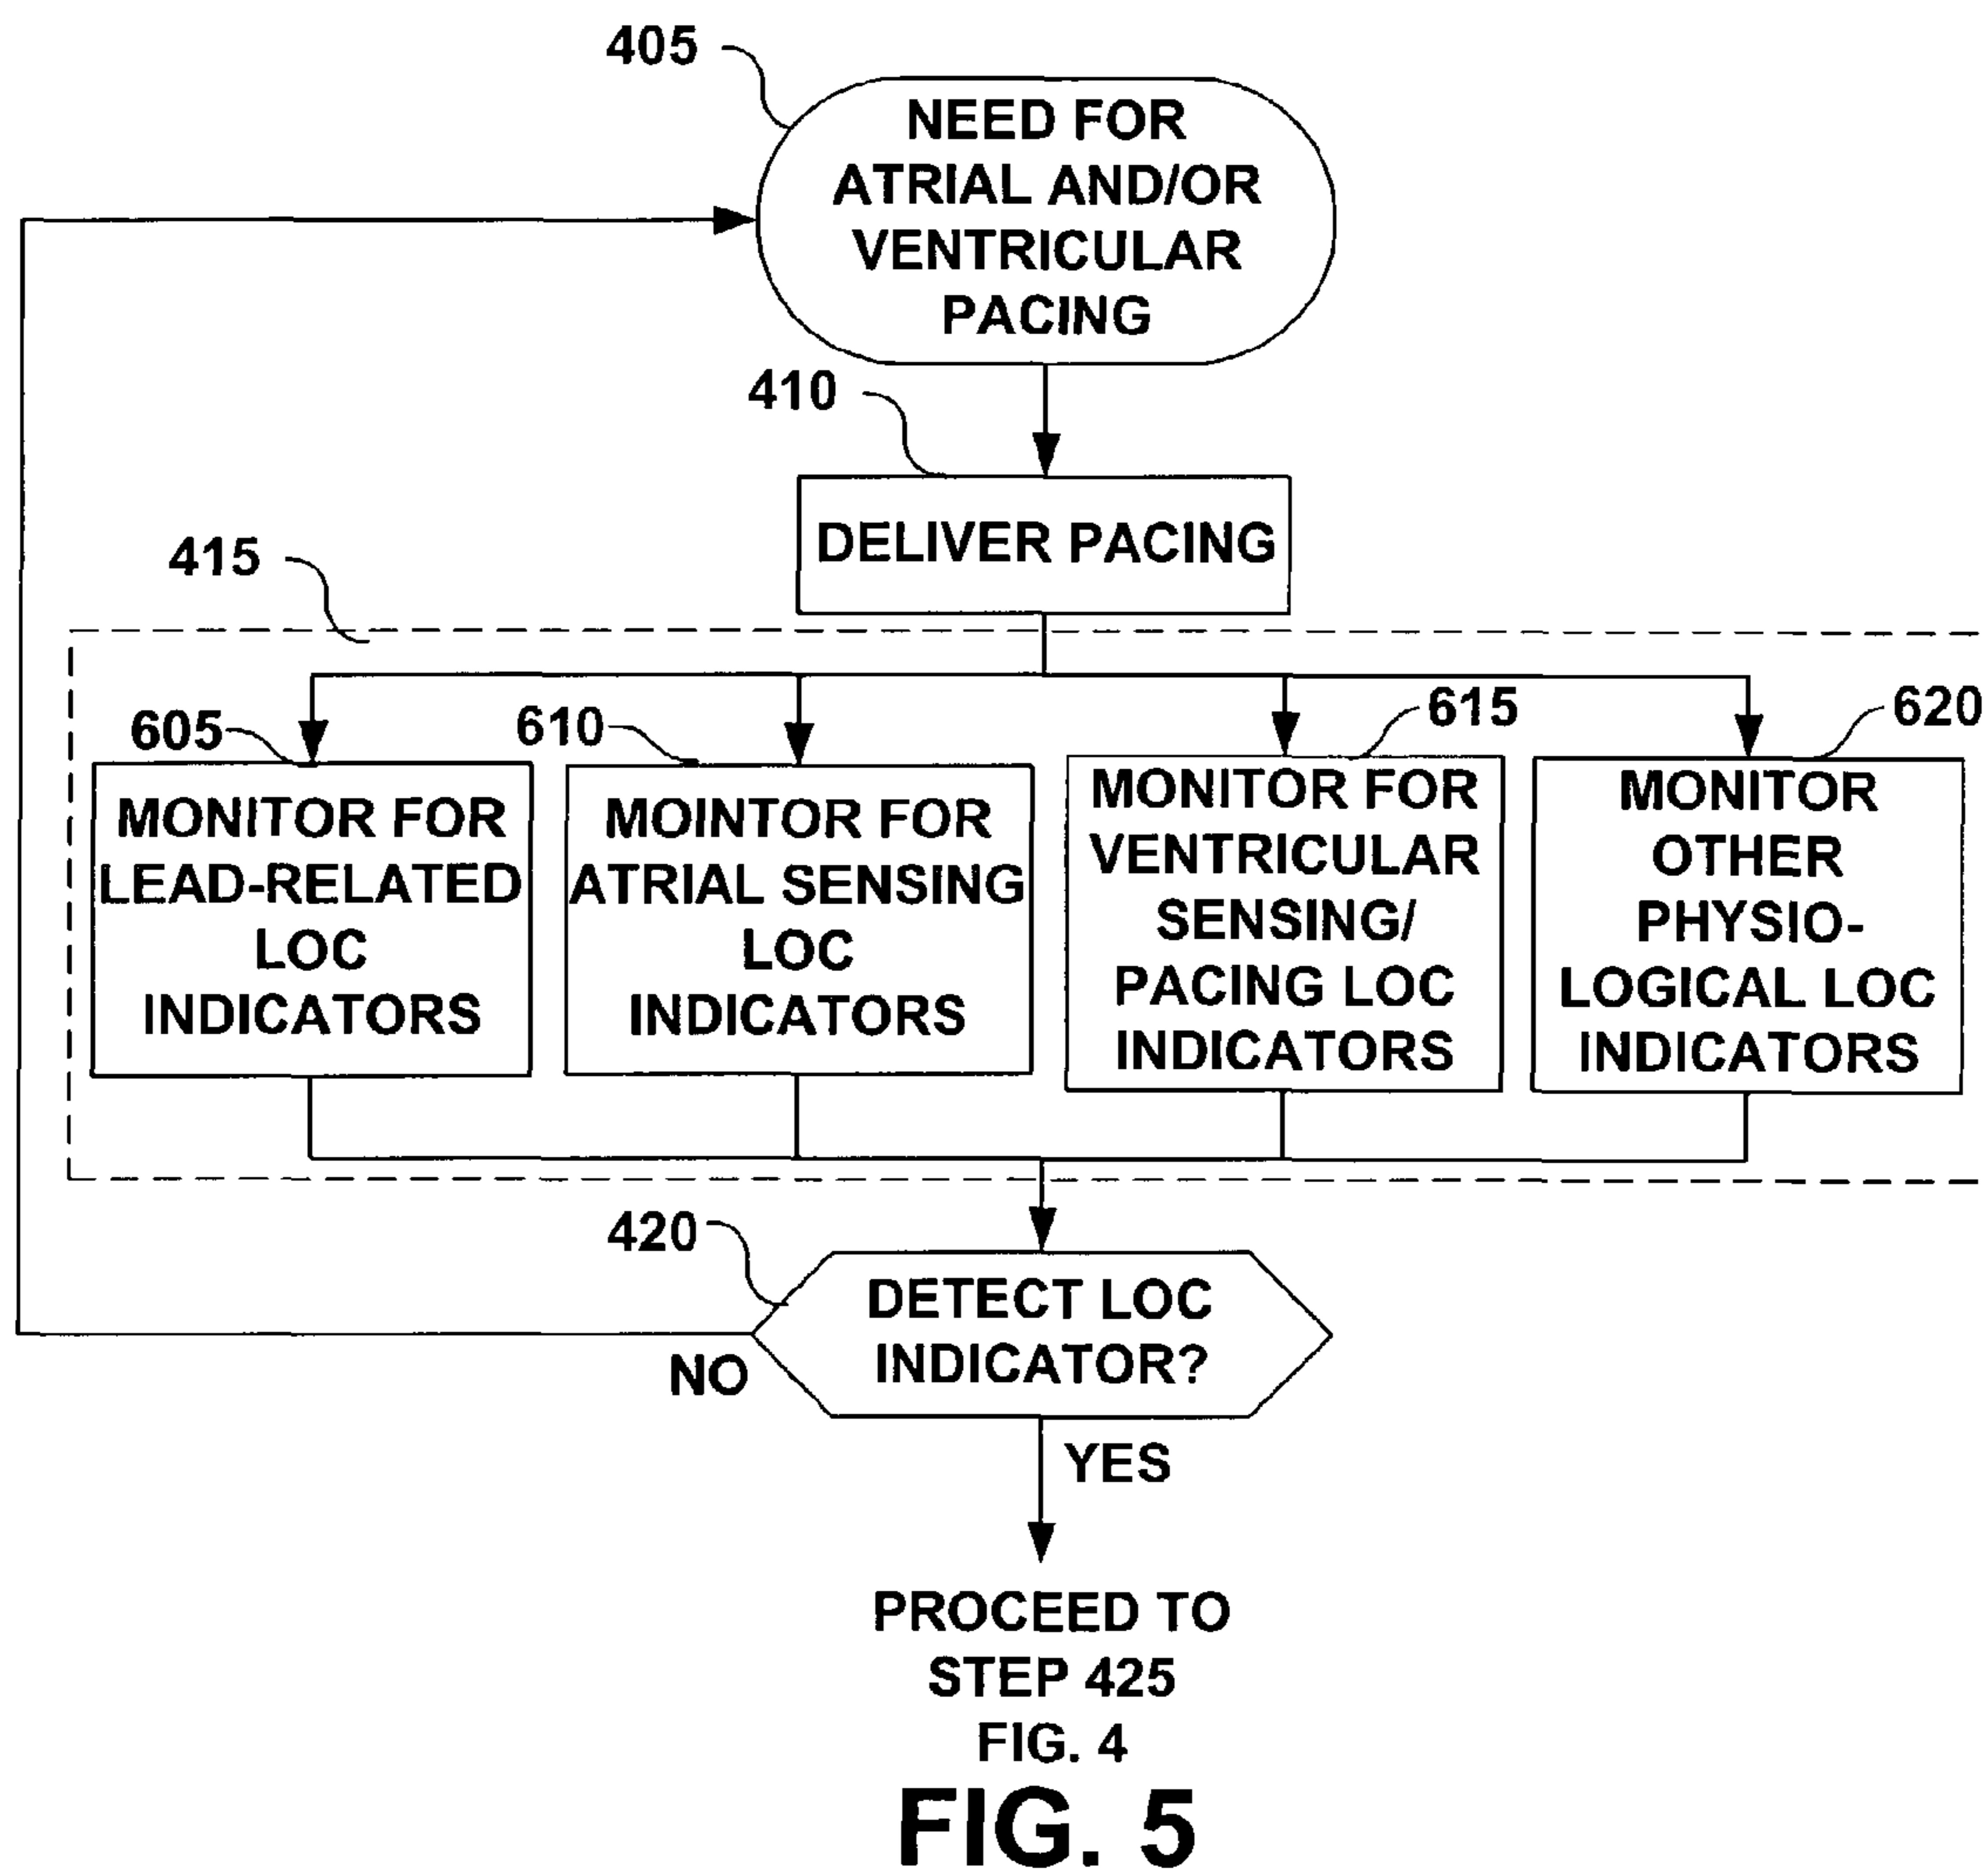 405
NEED FOR
ATRIAL AND/OR
VENTRICULAR
PACING
410
DELIVER PACING
415
605
MONITOR FOR
LEAD-RELATED
LOC
INDICATORS
610
MOINTOR FOR
ATRIAL SENSING
LOC
INDICATORS
615
MONITOR FOR
VENTRICULAR
SENSING/
PACING LOC
INDICATORS
620
MONITOR
OTHER
PHYSIO-
LOGICAL LOC
INDICATORS
420
DETECT LOC
INDICATOR?
NO
YES
PROCEED TO
STEP 425
FIG. 4
FIG. 5